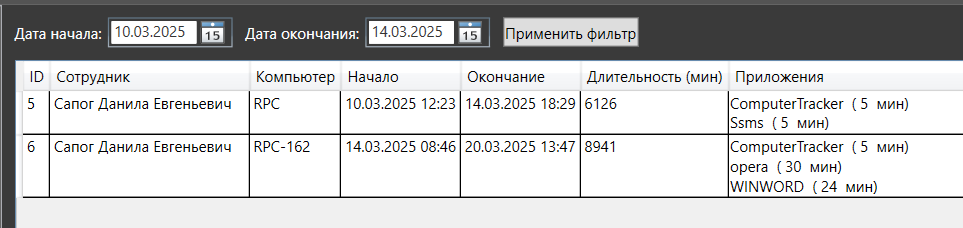 Дата начала: 10.03.2025 15 Дата окончания: 14.03.2025 15 Применить фильтр
ID Сотрудник Компьютер Начало Окончание Длительность (мин) Приложения
5 Сапог Данила Евгеньевич RPC 10.03.2025 12:23 14.03.2025 18:29 6126 ComputerTracker ( 5 мин)
Ssms ( 5 мин)
6 Сапог Данила Евгеньевич RPC-162 14.03.2025 08:46 20.03.2025 13:47 8941 ComputerTracker ( 5 мин)
opera ( 30 мин)
WINWORD ( 24 мин)